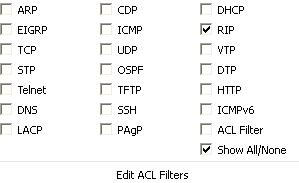 ARP CDP DHCP
EIGRP ICMP RIP
TCP UDP VTP
STP OSPF DTP
Telnet TFTP HTTP
DNS SSH ICMPv6
LACP PAgP ACL Filter
Show All/None
Edit ACL Filters